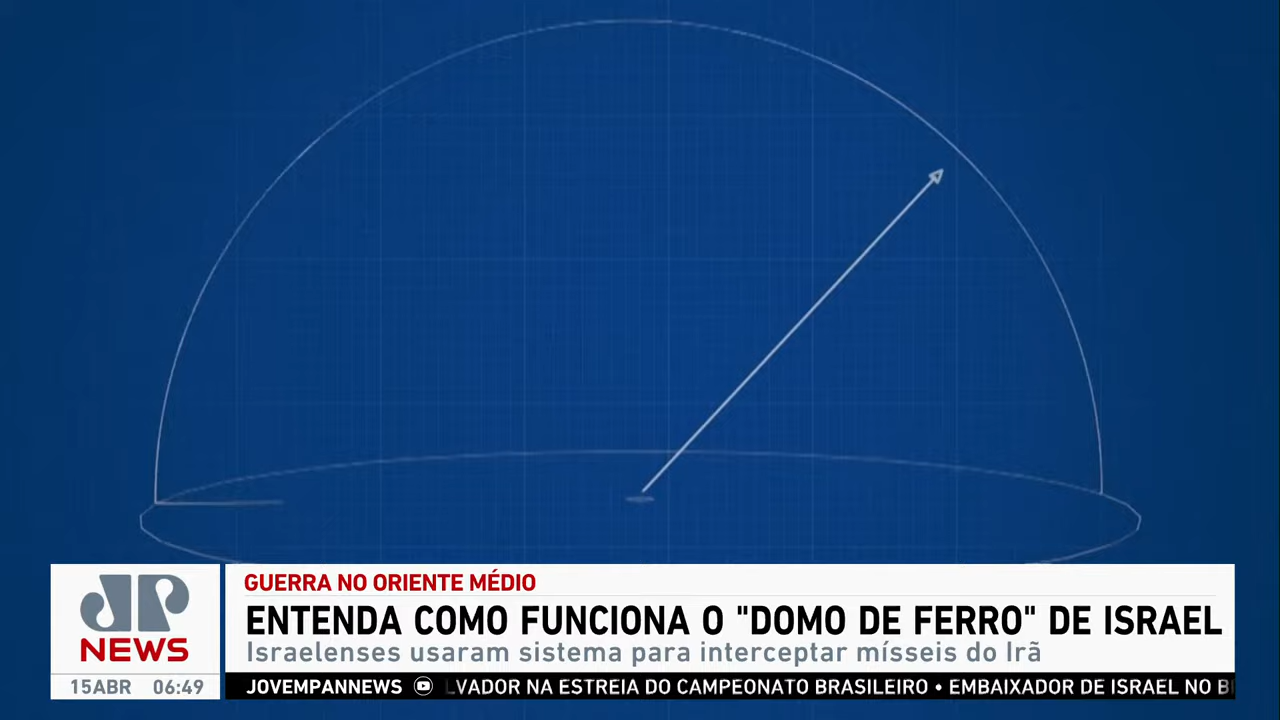 GUERRA NO ORIENTE MÉDIO
ENTENDA COMO FUNCIONA O "DOMO DE FERRO" DE ISRAEL
Israelenses usaram sistema para interceptar mísseis do Irã
JP
NEWS
15ABR 06:49
JOVEMPANNEWS LVADOR NA ESTREIA DO CAMPEONATO BRASILEIRO • EMBAIXADOR DE ISRAEL NO